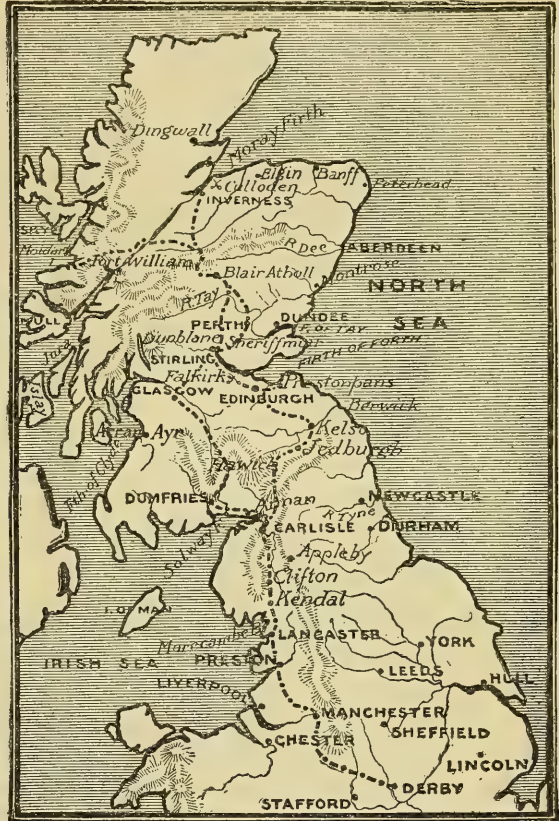 Dingwall
Moray Firth
Elgin
Banff
Culloden
Peterhead
INVERNESS
Skye
Moidart
R Dee
ABERDEEN
Fort William
Blair Atholl
Montrose
NORTH
SEA
R Tay
PERTH
DUNDEE
F. OF TAY
Dunblane
Sheriffmuir
FIRTH OF FORTH
STIRLING
Jura
Falkirk
Prestonpans
Islay
GLASGOW
EDINBURGH
Berwick
Arran
Ayr
Kelso
Jedburgh
Fth of Clyde
Hawick
DUMFRIES
Annan
NEWCASTLE
R Tyne
CARLISLE
DURHAM
Solway F
Appleby
Clifton
Kendal
I. OF MAN
Morecambe B
LANCASTER
YORK
IRISH SEA
PRESTON
LEEDS
HULL
LIVERPOOL
MANCHESTER
SHEFFIELD
CHESTER
LINCOLN
DERBY
STAFFORD